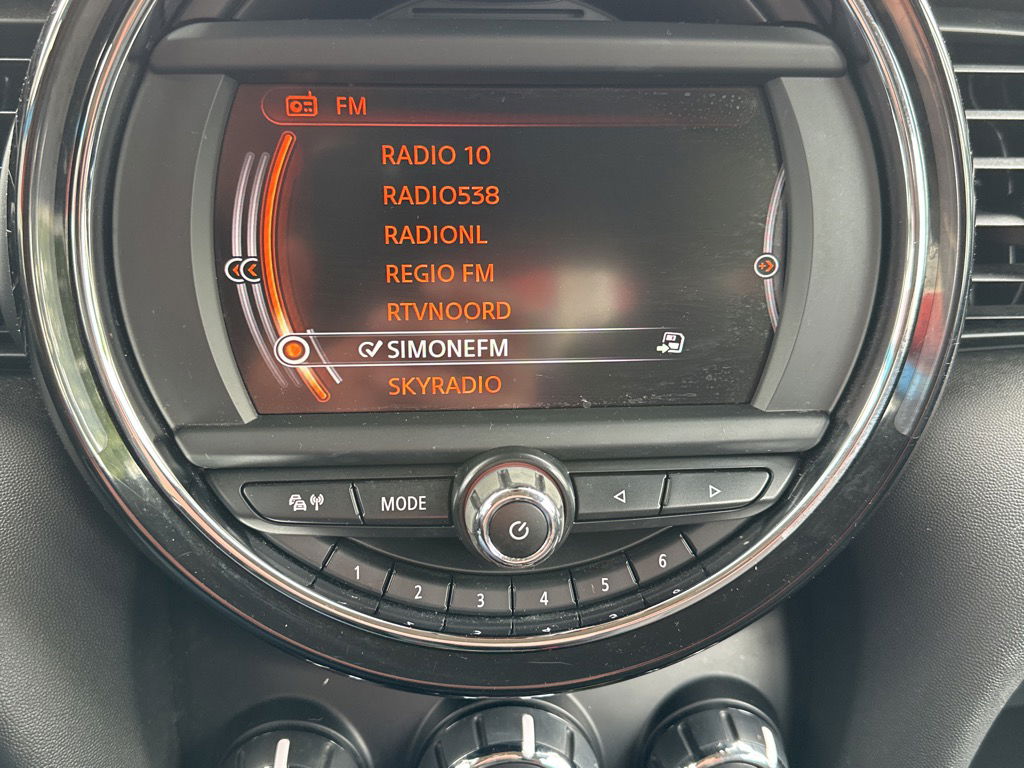 FM
RADIO 10
RADIO538
RADIONL
REGIO FM
RTVNOORD
SIMONEFM
SKYRADIO
MODE
1 2 3 4 5 6